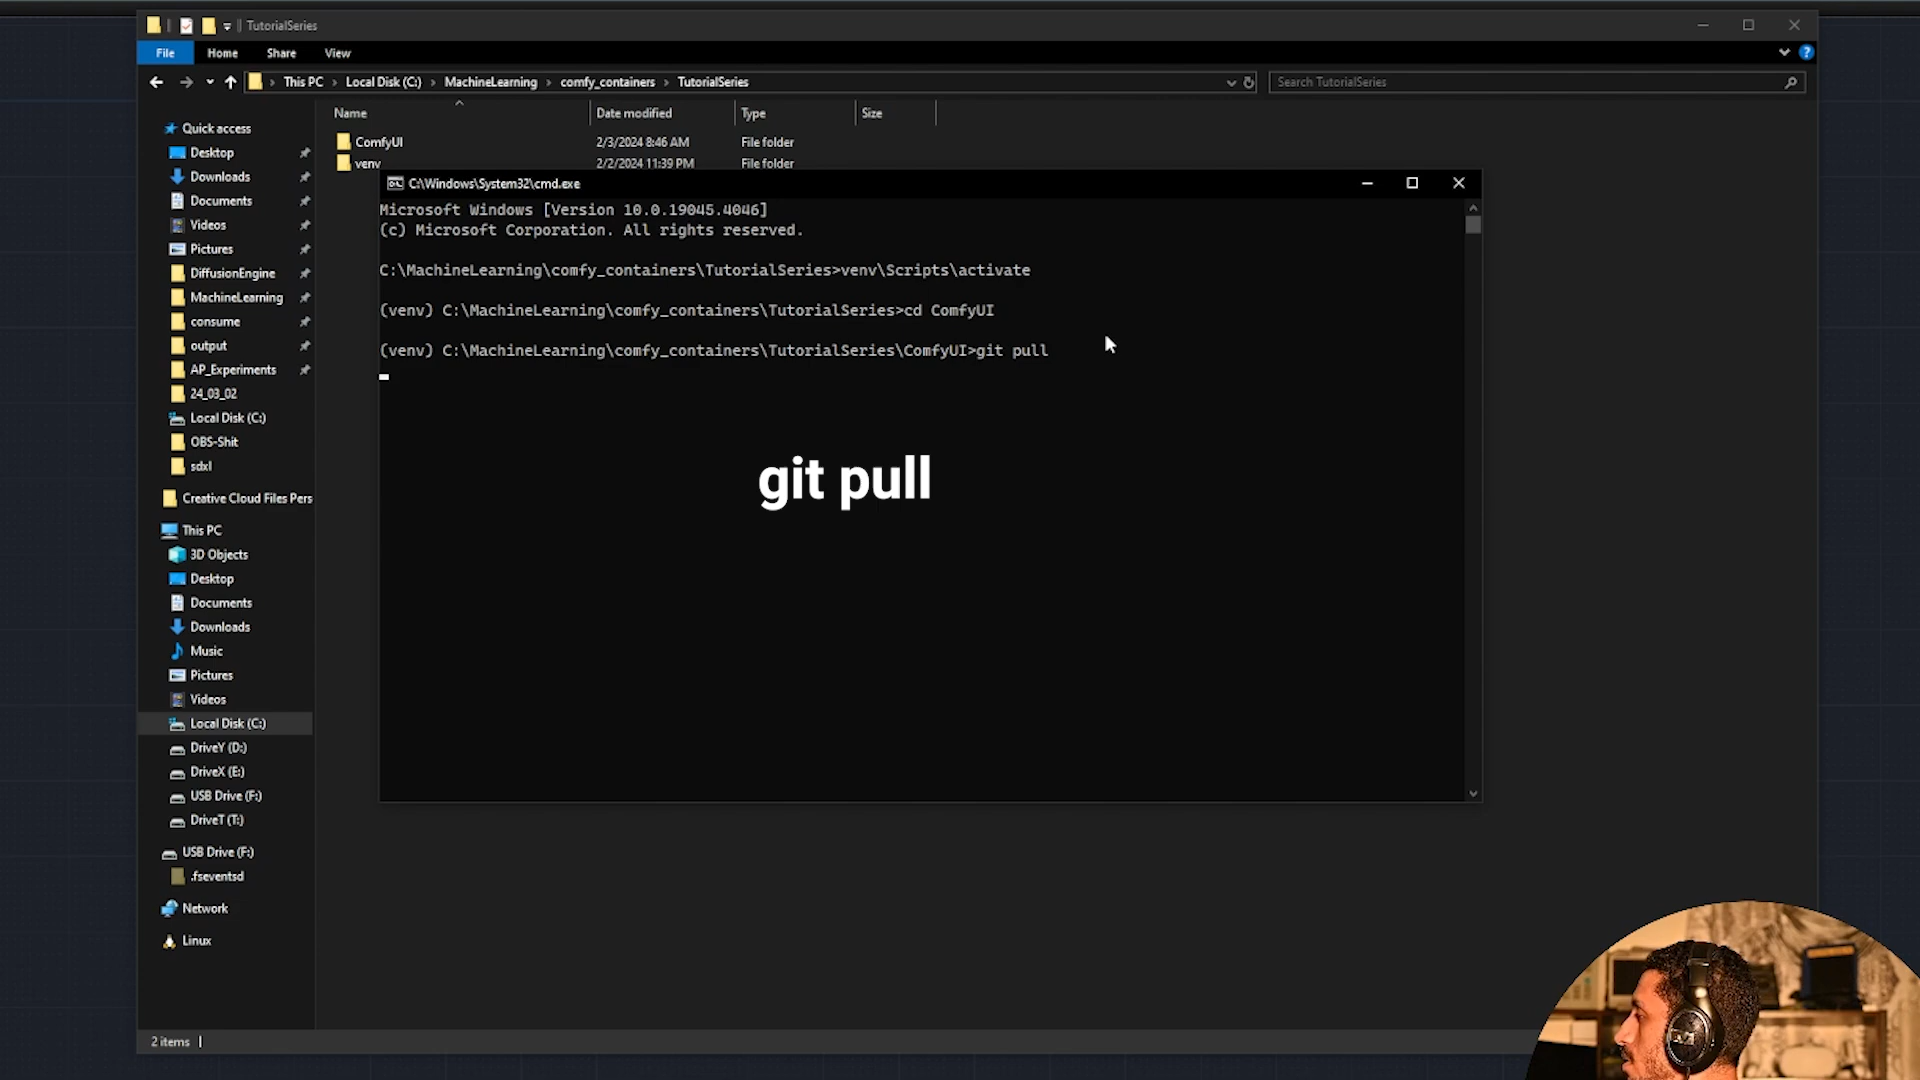 TutorialSeries
File Home Share View
This PC Local Disk (C:) MachineLearning comfy_containers TutorialSeries
Search TutorialSeries
Name Date modified Type Size
ComfyUI 2/3/2024 8:46 AM File folder
venv 2/2/2024 11:39 PM File folder
Quick access
Desktop
Downloads
Documents
Videos
Pictures
DiffusionEngine
MachineLearning
consume
output
AP_Experiments
24_03_02
Local Disk (C:)
OBS-Shit
sdxl
Creative Cloud Files Pers
This PC
3D Objects
Desktop
Documents
Downloads
Music
Pictures
Videos
Local Disk (C:)
DriveY (D:)
DriveX (E:)
USB Drive (F:)
DriveT (T:)
USB Drive (F:)
.fseventsd
Network
Linux
2 items
C:\Windows\System32\cmd.exe
Microsoft Windows [Version 10.0.19045.4046]
(c) Microsoft Corporation. All rights reserved.
C:\MachineLearning\comfy_containers\TutorialSeries>venv\Scripts\activate
(venv) C:\MachineLearning\comfy_containers\TutorialSeries>cd ComfyUI
(venv) C:\MachineLearning\comfy_containers\TutorialSeries\ComfyUI>git pull
git pull